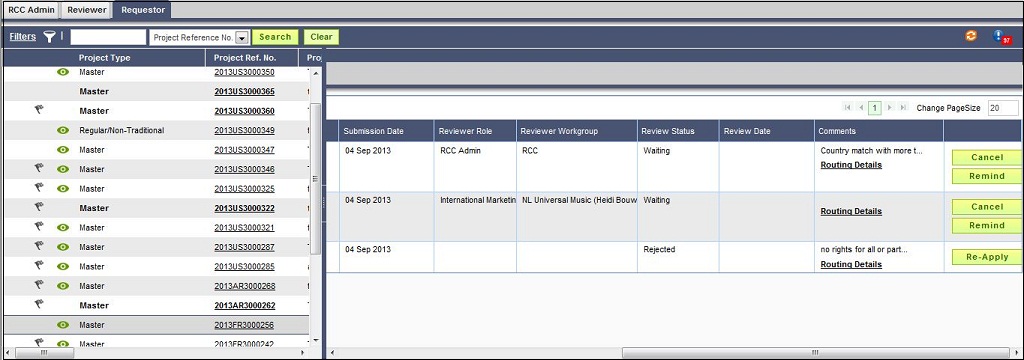 RCC Admin Reviewer Requestor
Filters | Project Reference No. Search Clear 97
Project Type Project Ref. No. Pro
Master 2013US3000350
Master 2013US3000365
Master 2013US3000360
Regular/Non-Traditional 2013US3000349
Master 2013US3000347
Master 2013US3000346
Master 2013US3000325
Master 2013US3000322
Master 2013US3000321
Master 2013US3000287
Master 2013US3000285
Master 2013AR3000268
Master 2013AR3000262
Master 2013FR3000256
Master 2013FR3000242
1 Change PageSize 20
Submission Date Reviewer Role Reviewer Workgroup Review Status Review Date Comments
04 Sep 2013 RCC Admin RCC Waiting Country match with more t...
Routing Details
Cancel
Remind
04 Sep 2013 International Marketin NL Universal Music (Heidi Bouw Waiting
Routing Details
Cancel
Remind
04 Sep 2013 Rejected no rights for all or part...
Routing Details
Re-Apply